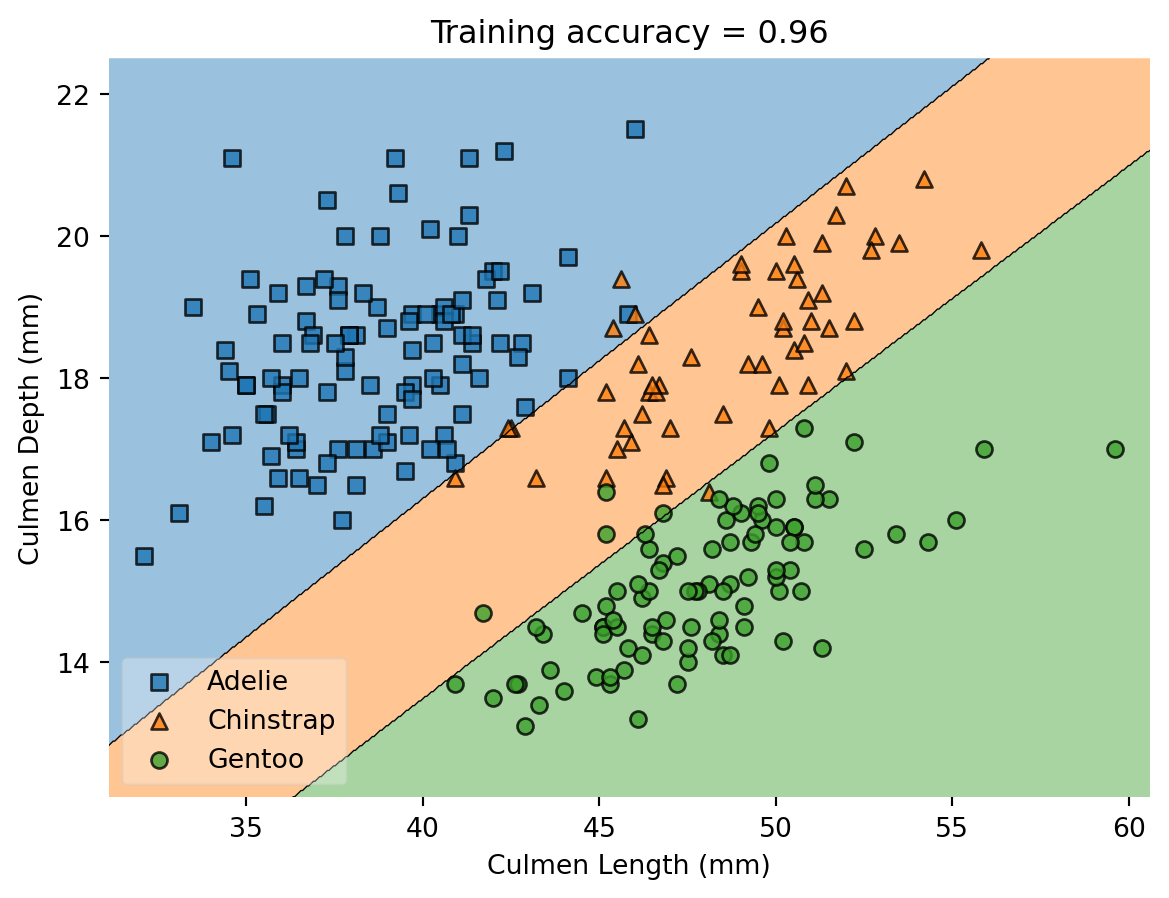 Training accuracy = 0.96
22
20
18
16
14
Culmen Depth (mm)
Adelie
Chinstrap
Gentoo
35 40 45 50 55 60
Culmen Length (mm)